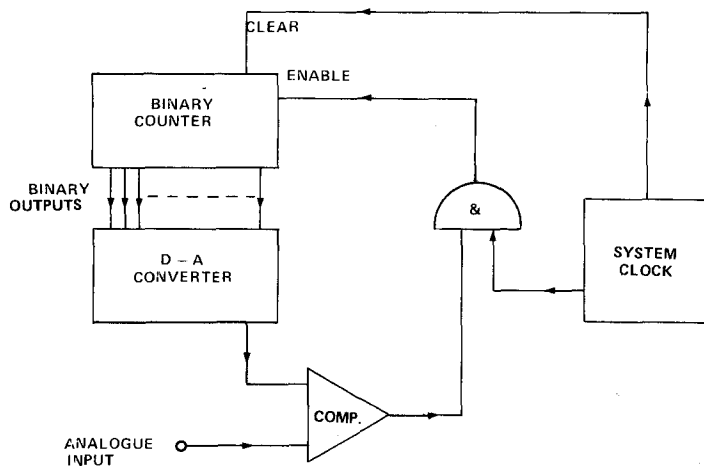 CLEAR
ENABLE
BINARY
COUNTER
BINARY
OUTPUTS
D – A
CONVERTER
&
SYSTEM
CLOCK
COMP.
ANALOGUE
INPUT